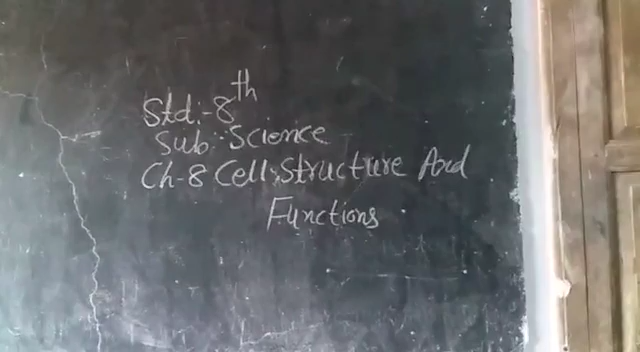 Std:-8th
Sub:-Science
Ch-8 Cell:Structure And
Functions